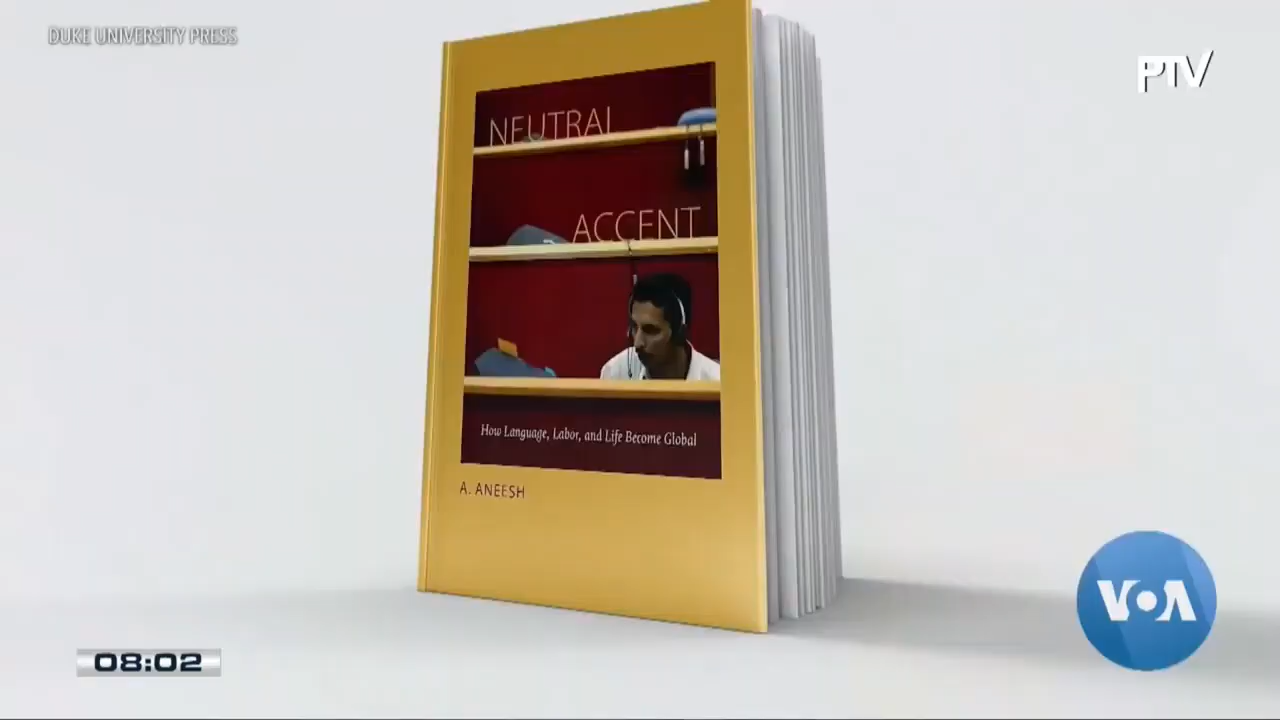 DUKE UNIVERSITY PRESS
PTV
NEUTRAL
ACCENT
How Language, Labor, and Life Become Global
A. ANEESH
VOA
08:02